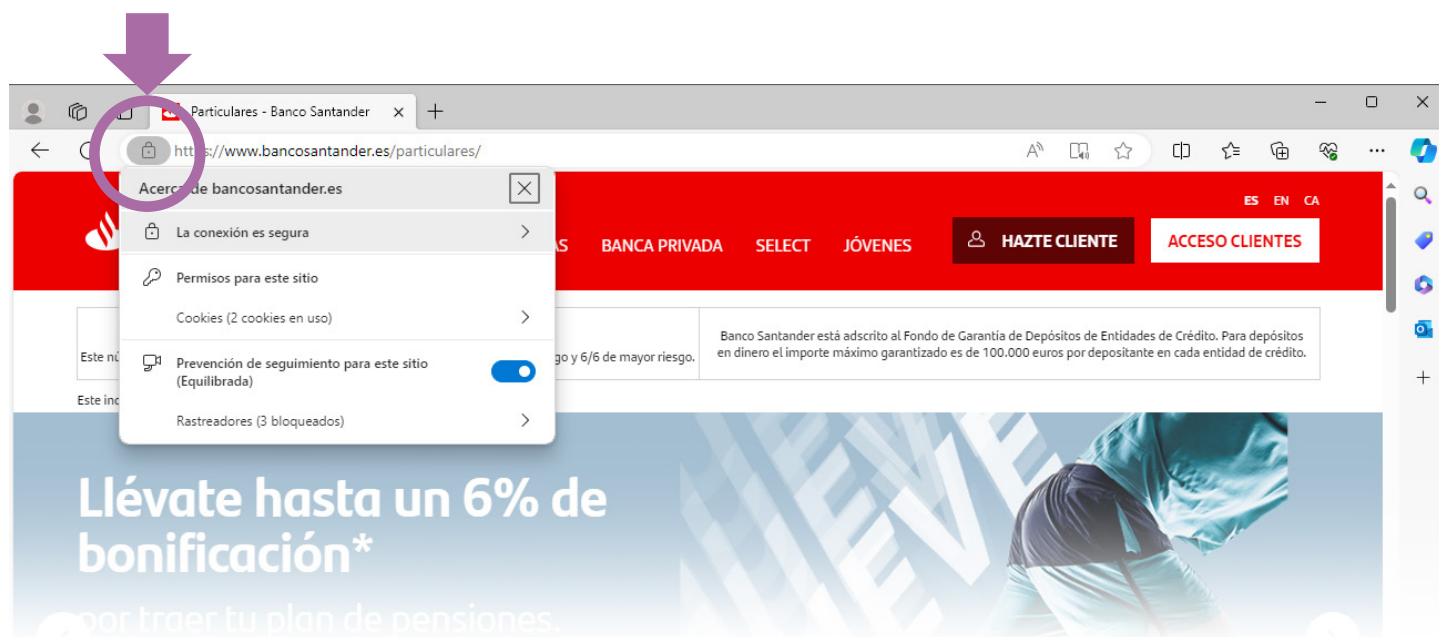 Particulares - Banco Santander
https://www.bancosantander.es/particulares/
Acerca de bancosantander.es
La conexión es segura
Permisos para este sitio
Cookies (2 cookies en uso)
Prevención de seguimiento para este sitio
(Equilibrada)
Rastreadores (3 bloqueados)
ES EN CA
AS BANCA PRIVADA SELECT JÓVENES HAZTE CLIENTE ACCESO CLIENTES
Este nú
go y 6/6 de mayor riesgo.
Banco Santander está adscrito al Fondo de Garantía de Depósitos de Entidades de Crédito. Para depósitos
en dinero el importe máximo garantizado es de 100.000 euros por depositante en cada entidad de crédito.
Este ind
Llévate hasta un 6% de
bonificación*
por traer tu plan de pensiones.